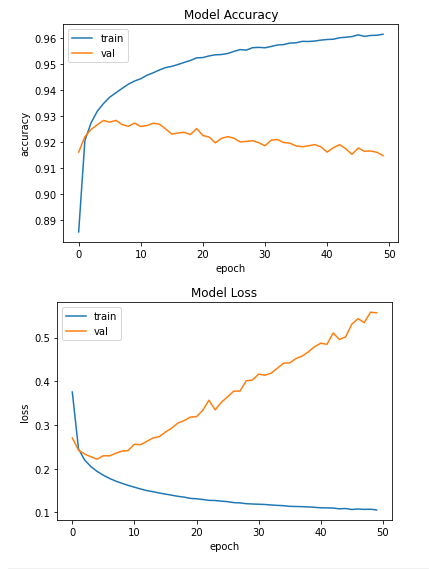 Model Accuracy
train
val
0.96
0.95
0.94
0.93
0.92
0.91
0.90
0.89
accuracy
0 10 20 30 40 50
epoch
Model Loss
train
val
0.5
0.4
0.3
0.2
0.1
loss
0 10 20 30 40 50
epoch